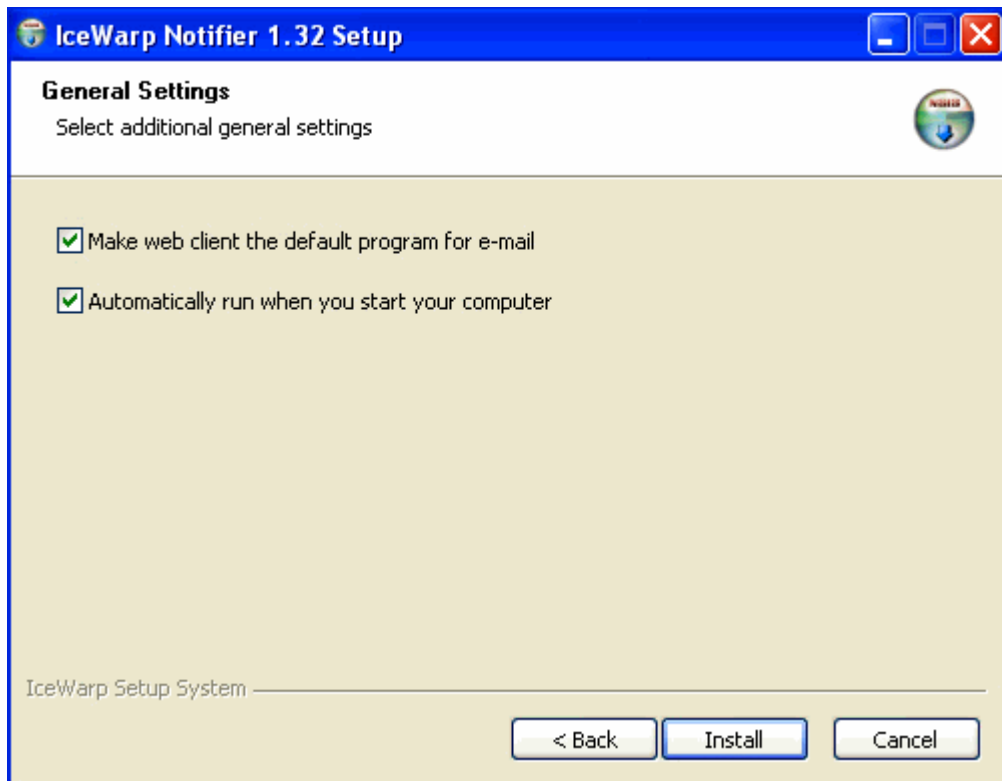 IceWarp Notifier 1.32 Setup
General Settings
Select additional general settings
Make web client the default program for e-mail
Automatically run when you start your computer
IceWarp Setup System
< Back
Install
Cancel